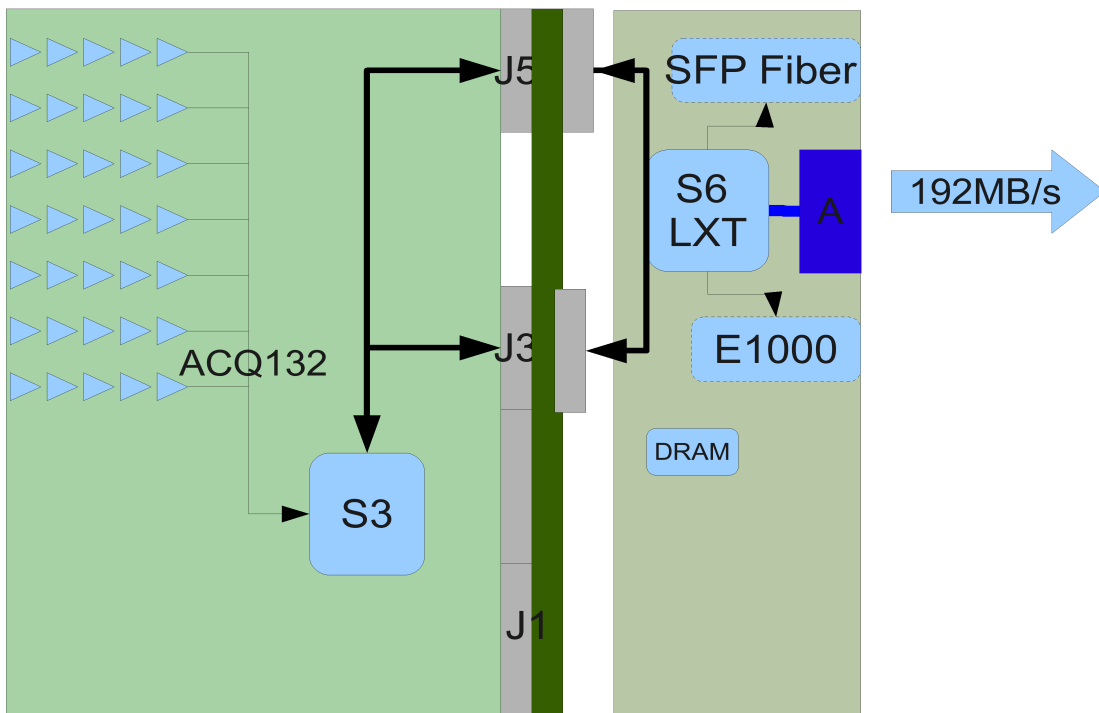 J5
SFP Fiber
S6
LXT
A
192MB/s
J3
E1000
ACQ132
DRAM
S3
J1